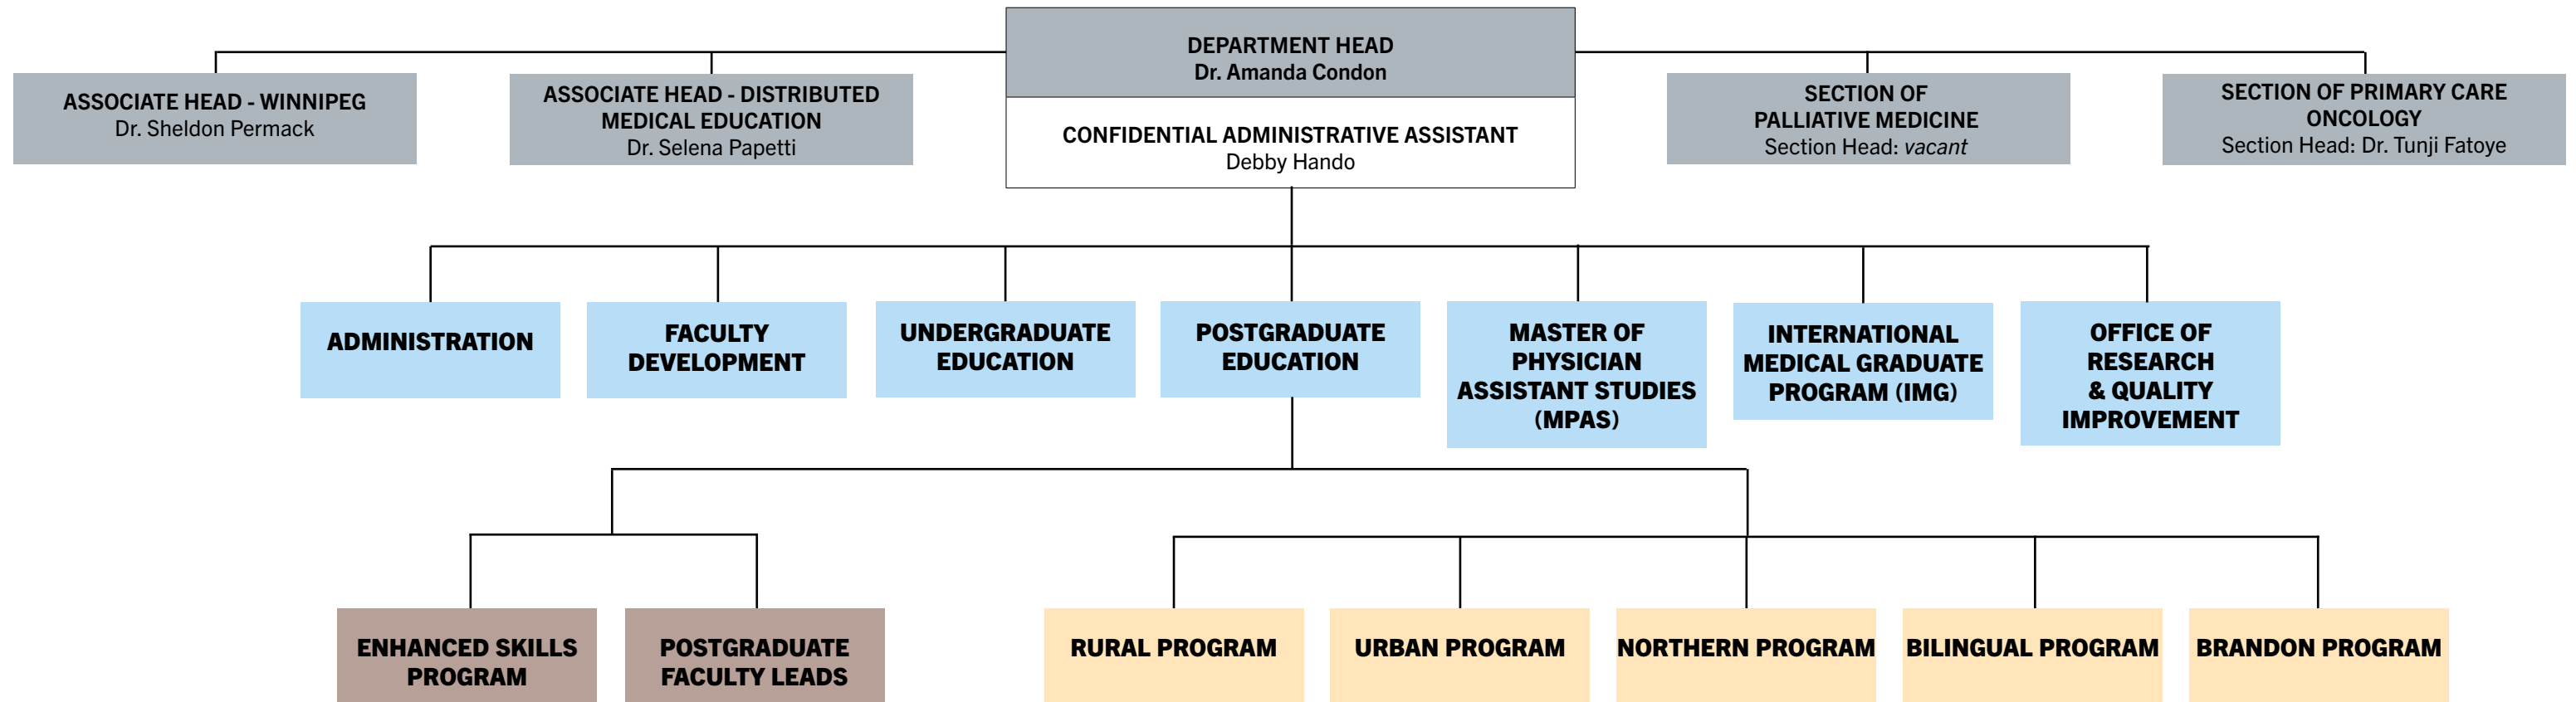 DEPARTMENT HEAD
Dr. Amanda Condon
CONFIDENTIAL ADMINISTRATIVE ASSISTANT
Debby Hando
ASSOCIATE HEAD - WINNIPEG
Dr. Sheldon Permack
ASSOCIATE HEAD - DISTRIBUTED
MEDICAL EDUCATION
Dr. Selena Papetti
SECTION OF
PALLIATIVE MEDICINE
Section Head: vacant
SECTION OF PRIMARY CARE
ONCOLOGY
Section Head: Dr. Tunji Fatoye
ADMINISTRATION
FACULTY
DEVELOPMENT
UNDERGRADUATE
EDUCATION
POSTGRADUATE
EDUCATION
MASTER OF
PHYSICIAN
ASSISTANT STUDIES
(MPAS)
INTERNATIONAL
MEDICAL GRADUATE
PROGRAM (IMG)
OFFICE OF
RESEARCH
& QUALITY
IMPROVEMENT
ENHANCED SKILLS
PROGRAM
POSTGRADUATE
FACULTY LEADS
RURAL PROGRAM
URBAN PROGRAM
NORTHERN PROGRAM
BILINGUAL PROGRAM
BRANDON PROGRAM